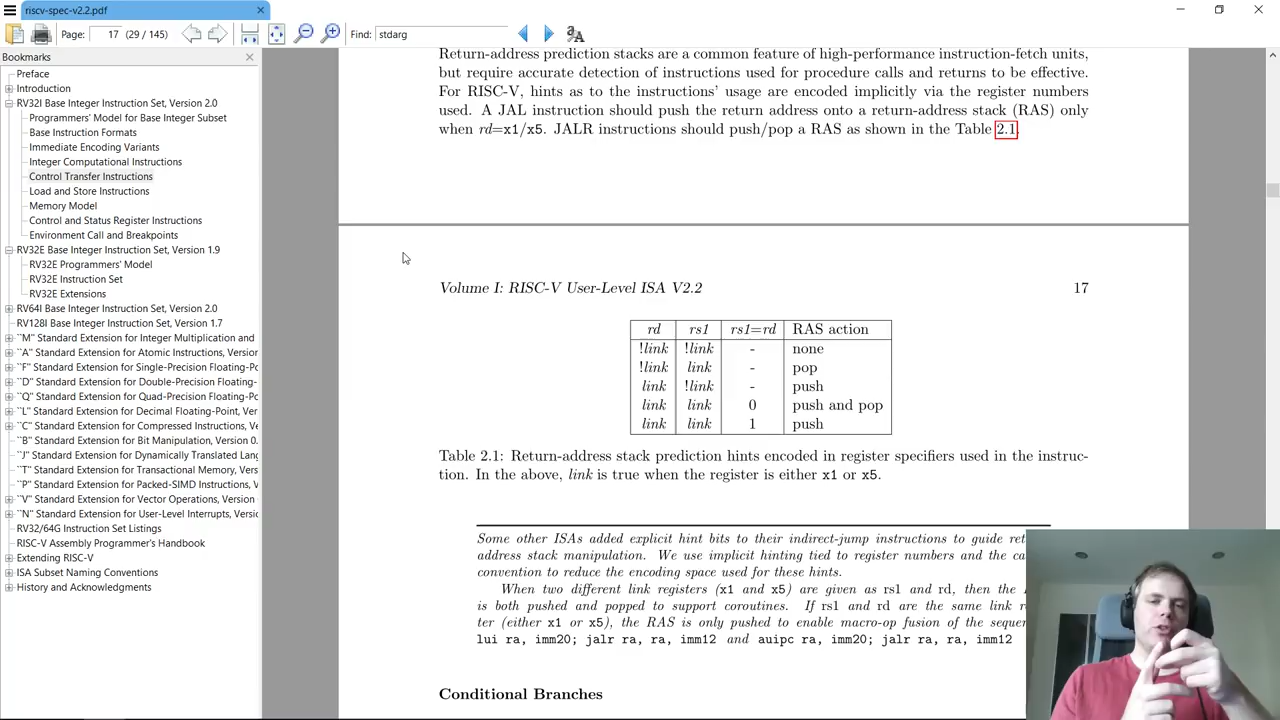 riscv-spec-v2.2.pdf
Page: 17 (29 / 145) Find: stdarg
Bookmarks
Preface
Introduction
RV32I Base Integer Instruction Set, Version 2.0
Programmers' Model for Base Integer Subset
Base Instruction Formats
Immediate Encoding Variants
Integer Computational Instructions
Control Transfer Instructions
Load and Store Instructions
Memory Model
Control and Status Register Instructions
Environment Call and Breakpoints
RV32E Base Integer Instruction Set, Version 1.9
RV32E Programmers' Model
RV32E Instruction Set
RV32E Extensions
RV64I Base Integer Instruction Set, Version 2.0
RV128I Base Integer Instruction Set, Version 1.7
``M'' Standard Extension for Integer Multiplication and
``A'' Standard Extension for Atomic Instructions, Version
``F'' Standard Extension for Single-Precision Floating-Po
``D'' Standard Extension for Double-Precision Floating-
``Q'' Standard Extension for Quad-Precision Floating-Po
``L'' Standard Extension for Decimal Floating-Point, Ver
``C'' Standard Extension for Compressed Instructions, Ve
``B'' Standard Extension for Bit Manipulation, Version 0.
``J'' Standard Extension for Dynamically Translated Lang
``T'' Standard Extension for Transactional Memory, Vers
``P'' Standard Extension for Packed-SIMD Instructions, V
``V'' Standard Extension for Vector Operations, Version
``N'' Standard Extension for User-Level Interrupts, Versio
RV32/64G Instruction Set Listings
RISC-V Assembly Programmer's Handbook
Extending RISC-V
ISA Subset Naming Conventions
History and Acknowledgments
Return-address prediction stacks are a common feature of high-performance instruction-fetch units,
but require accurate detection of instructions used for procedure calls and returns to be effective.
For RISC-V, hints as to the instructions' usage are encoded implicitly via the register numbers
used. A JAL instruction should push the return address onto a return-address stack (RAS) only
when rd=x1/x5. JALR instructions should push/pop a RAS as shown in the Table 2.1.
Volume I: RISC-V User-Level ISA V2.2 17
rd rs1 rs1=rd RAS action
!link !link - none
!link link - pop
link !link - push
link link 0 push and pop
link link 1 push
Table 2.1: Return-address stack prediction hints encoded in register specifiers used in the instruc-
tion. In the above, link is true when the register is either x1 or x5.
Some other ISAs added explicit hint bits to their indirect-jump instructions to guide
address stack manipulation. We use implicit hinting tied to register numbers and the
convention to reduce the encoding space used for these hints.
When two different link registers (x1 and x5) are given as rs1 and rd, then the
is both pushed and popped to support coroutines. If rs1 and rd are the same link
ter (either x1 or x5), the RAS is only pushed to enable macro-op fusion of the
lui ra, imm20; jalr ra, ra, imm12 and auipc ra, imm20; jalr ra, ra, imm12
Conditional Branches